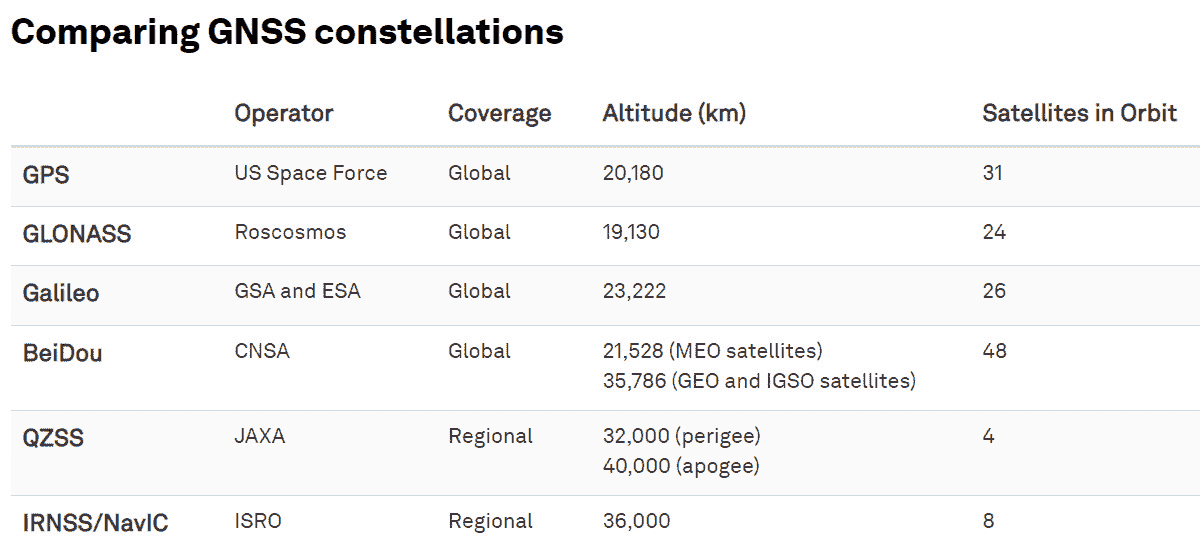 Comparing GNSS constellations
Operator Coverage Altitude (km) Satellites in Orbit
GPS US Space Force Global 20,180 31
GLONASS Roscosmos Global 19,130 24
Galileo GSA and ESA Global 23,222 26
BeiDou CNSA Global 21,528 (MEO satellites) 48
35,786 (GEO and IGSO satellites)
QZSS JAXA Regional 32,000 (perigee) 4
40,000 (apogee)
IRNSS/NavIC ISRO Regional 36,000 8